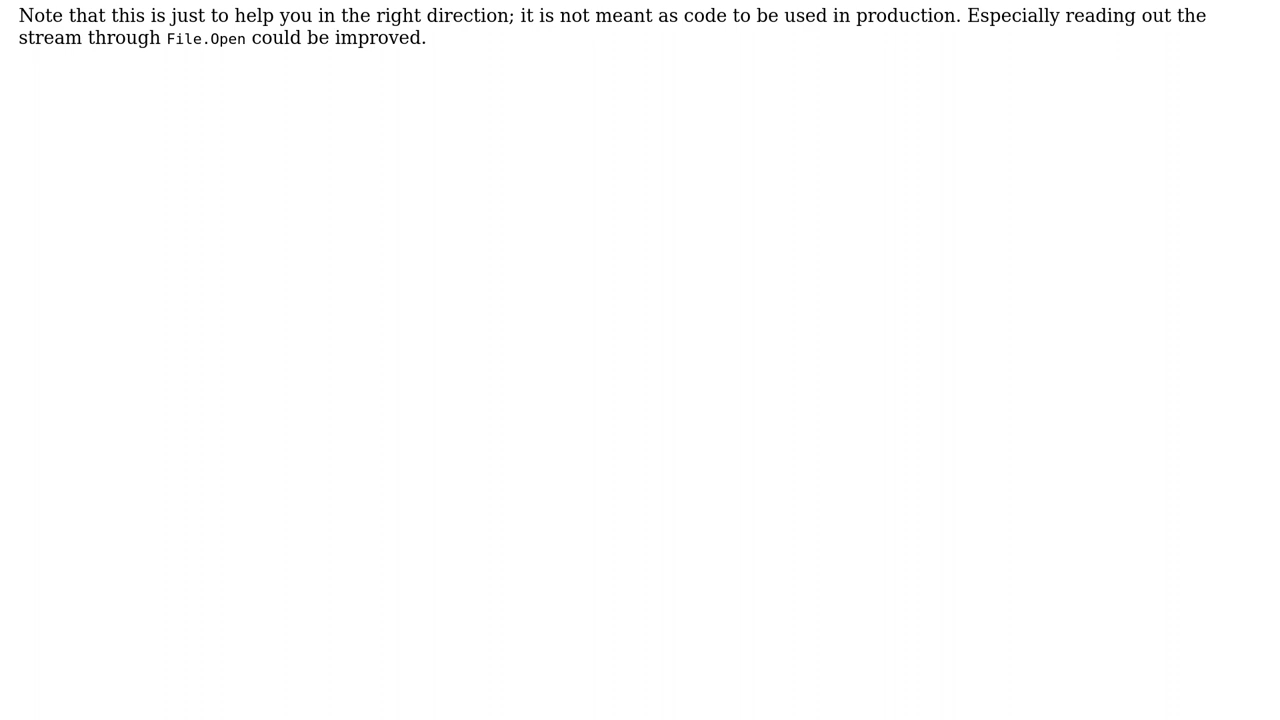 Note that this is just to help you in the right direction; it is not meant as code to be used in production. Especially reading out the
stream through File.Open could be improved.